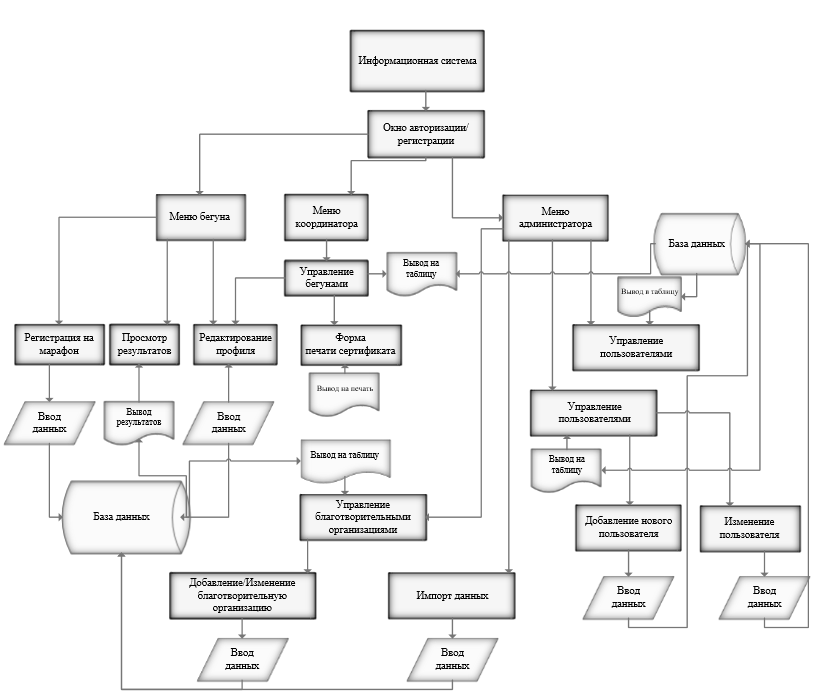 Информационная система
Окно авторизации/
регистрации
Меню бегуна
Меню
координатора
Меню
администратора
База данных
Управление
бегунами
Вывод на
таблицу
Вывод в таблицу
Регистрация на
марафон
Просмотр
результатов
Редактирование
профиля
Форма
печати сертификата
Управление
пользователями
Вывод на печать
Ввод
данных
Вывод
результатов
Ввод
данных
Управление
пользователями
Вывод на таблицу
Вывод на
таблицу
База данных
Управление
благотворительными
организациями
Добавление нового
пользователя
Изменение
пользователя
Добавление/Изменение
благотворительную
организацию
Импорт данных
Ввод
данных
Ввод
данных
Ввод
данных
Ввод
данных